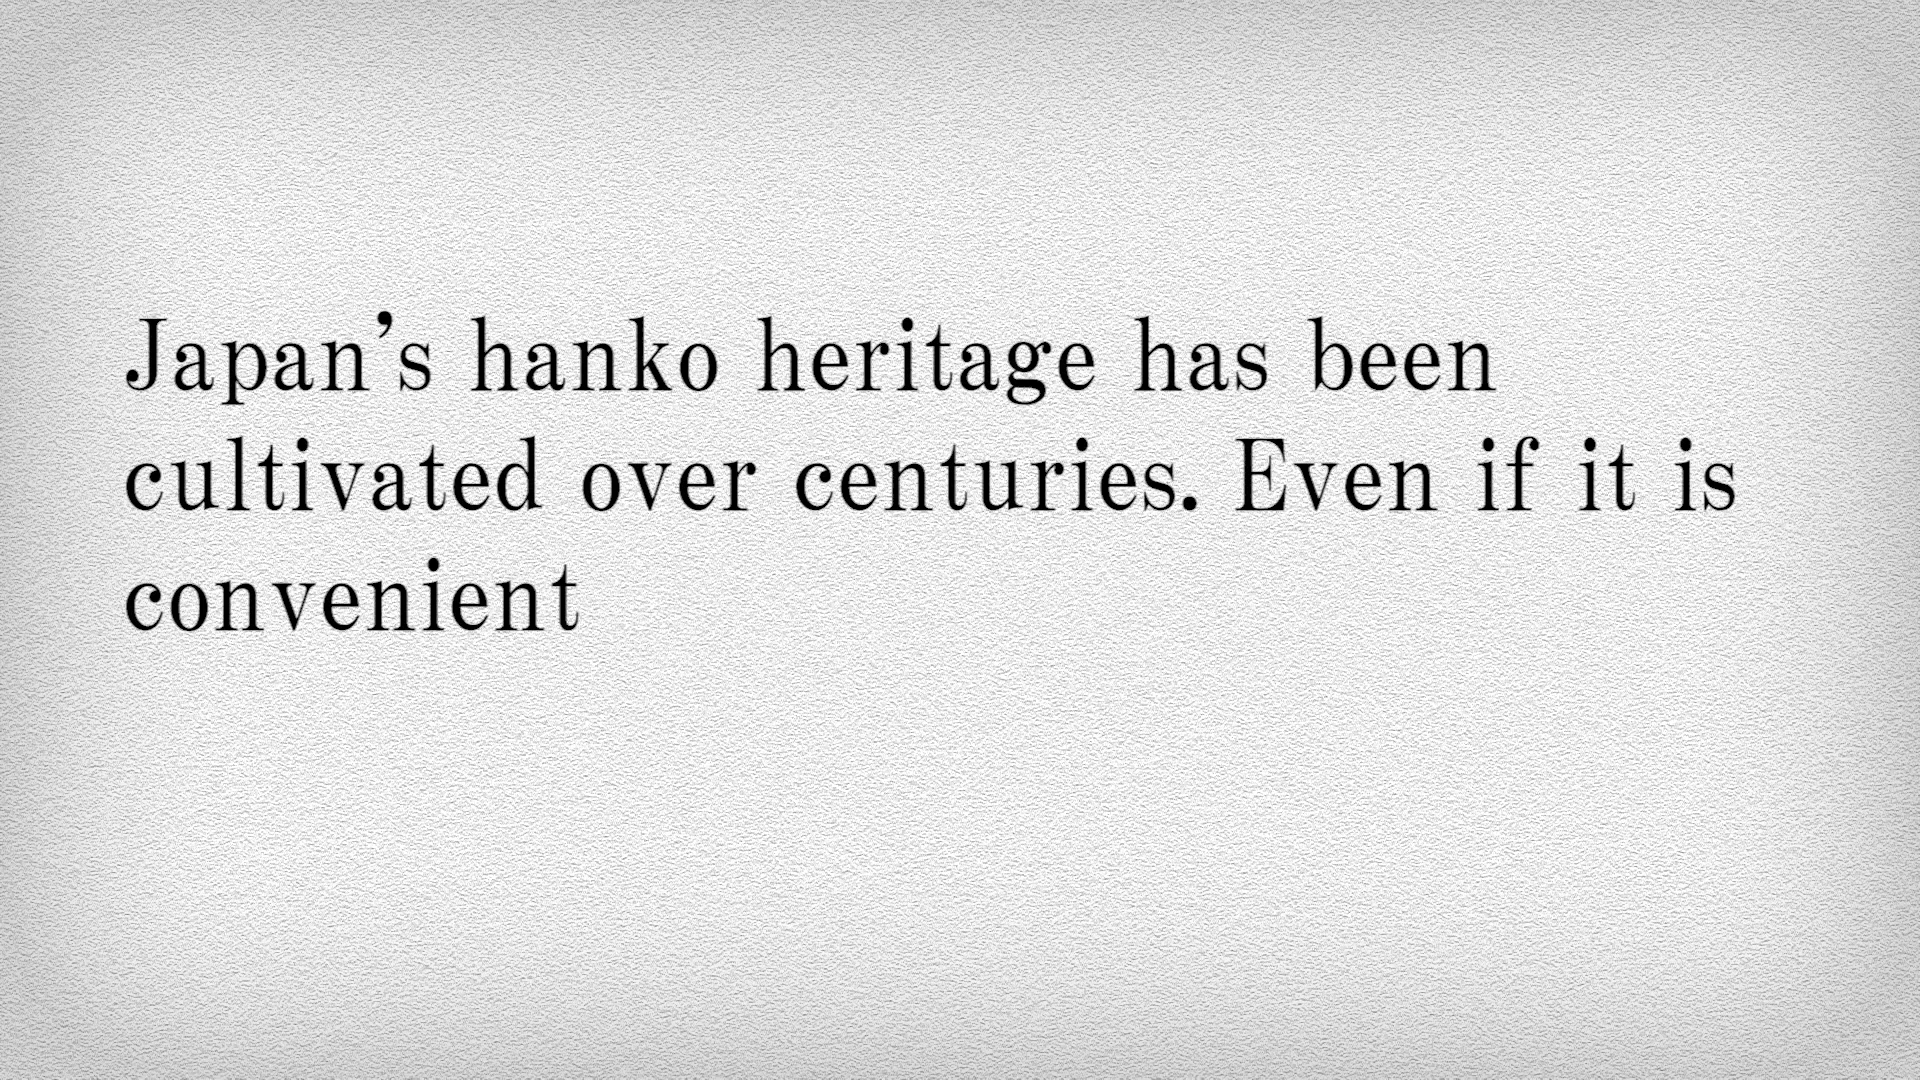 Japan’s hanko heritage has been
cultivated over centuries. Even if it is
convenient